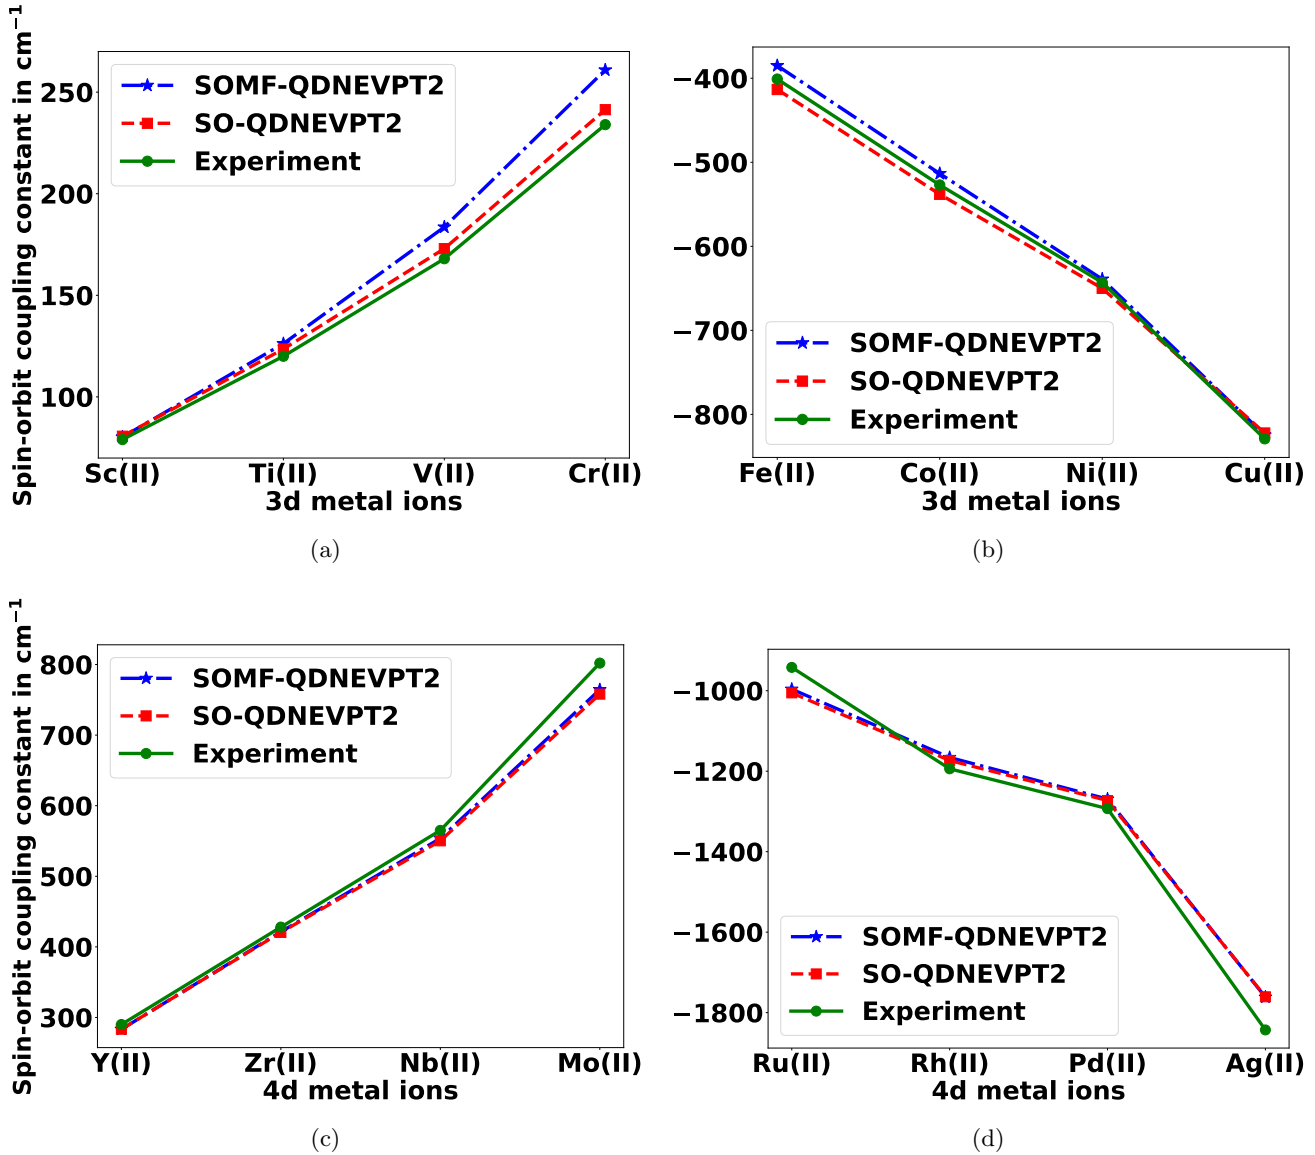 Spin-orbit coupling constant in cm⁻¹
250
200
150
100
SOMF-QDNEVPT2
SO-QDNEVPT2
Experiment
Sc(II) Ti(II) V(II) Cr(II)
3d metal ions
(a)
−400
−500
−600
−700
−800
SOMF-QDNEVPT2
SO-QDNEVPT2
Experiment
Fe(II) Co(II) Ni(II) Cu(II)
3d metal ions
(b)
Spin-orbit coupling constant in cm⁻¹
800
700
600
500
400
300
SOMF-QDNEVPT2
SO-QDNEVPT2
Experiment
Y(II) Zr(II) Nb(II) Mo(II)
4d metal ions
(c)
−1000
−1200
−1400
−1600
−1800
SOMF-QDNEVPT2
SO-QDNEVPT2
Experiment
Ru(II) Rh(II) Pd(II) Ag(II)
4d metal ions
(d)